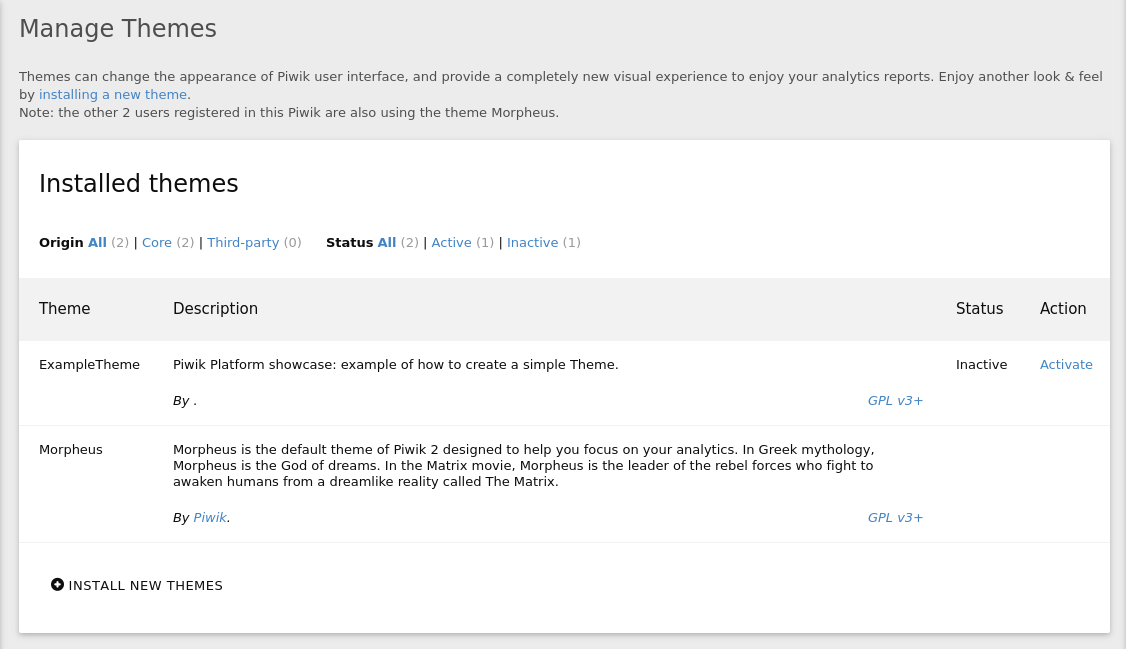 Manage Themes
Themes can change the appearance of Piwik user interface, and provide a completely new visual experience to enjoy your analytics reports. Enjoy another look & feel
by installing a new theme.
Note: the other 2 users registered in this Piwik are also using the theme Morpheus.
Installed themes
Origin All (2) | Core (2) | Third-party (0) Status All (2) | Active (1) | Inactive (1)
Theme Description Status Action
ExampleTheme Piwik Platform showcase: example of how to create a simple Theme. Inactive Activate
By . GPL v3+
Morpheus Morpheus is the default theme of Piwik 2 designed to help you focus on your analytics. In Greek mythology,
Morpheus is the God of dreams. In the Matrix movie, Morpheus is the leader of the rebel forces who fight to
awaken humans from a dreamlike reality called The Matrix.
By Piwik. GPL v3+
INSTALL NEW THEMES